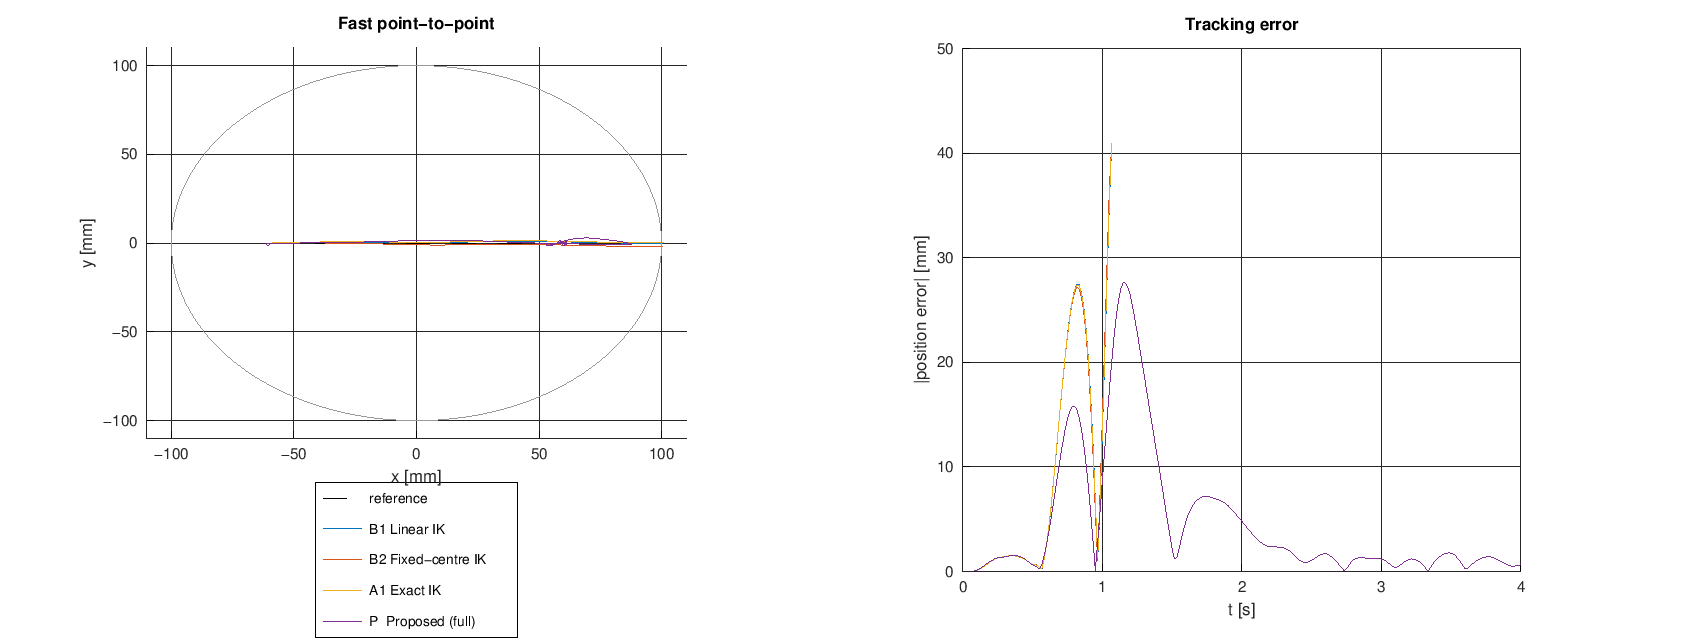 Fast point−to−point
100
50
0
−50
−100
y [mm]
−100
−50
0
50
100
x [mm]
reference
B1 Linear IK
B2 Fixed−centre IK
A1 Exact IK
P Proposed (full)
Tracking error
50
40
30
20
10
0
|position error| [mm]
0
1
2
3
4
t [s]